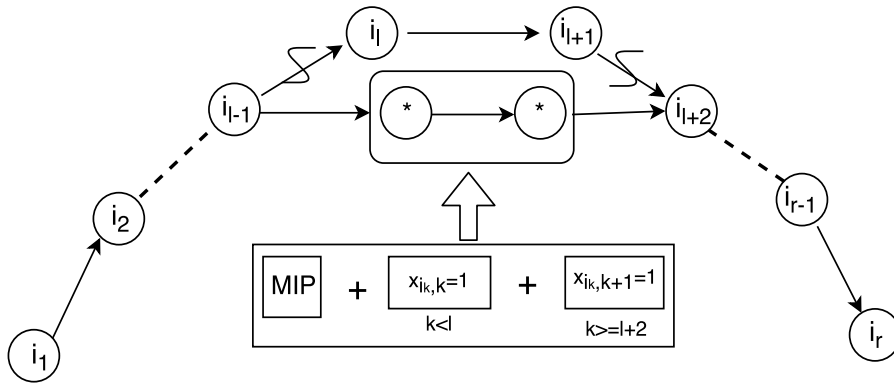 i_l
i_{l+1}
i_{l-1}
*
*
i_{l+2}
i_2
i_{r-1}
MIP + x_{i_k},k=1 + x_{i_k},k+1=1
k<l
k>=l+2
i_1
i_r